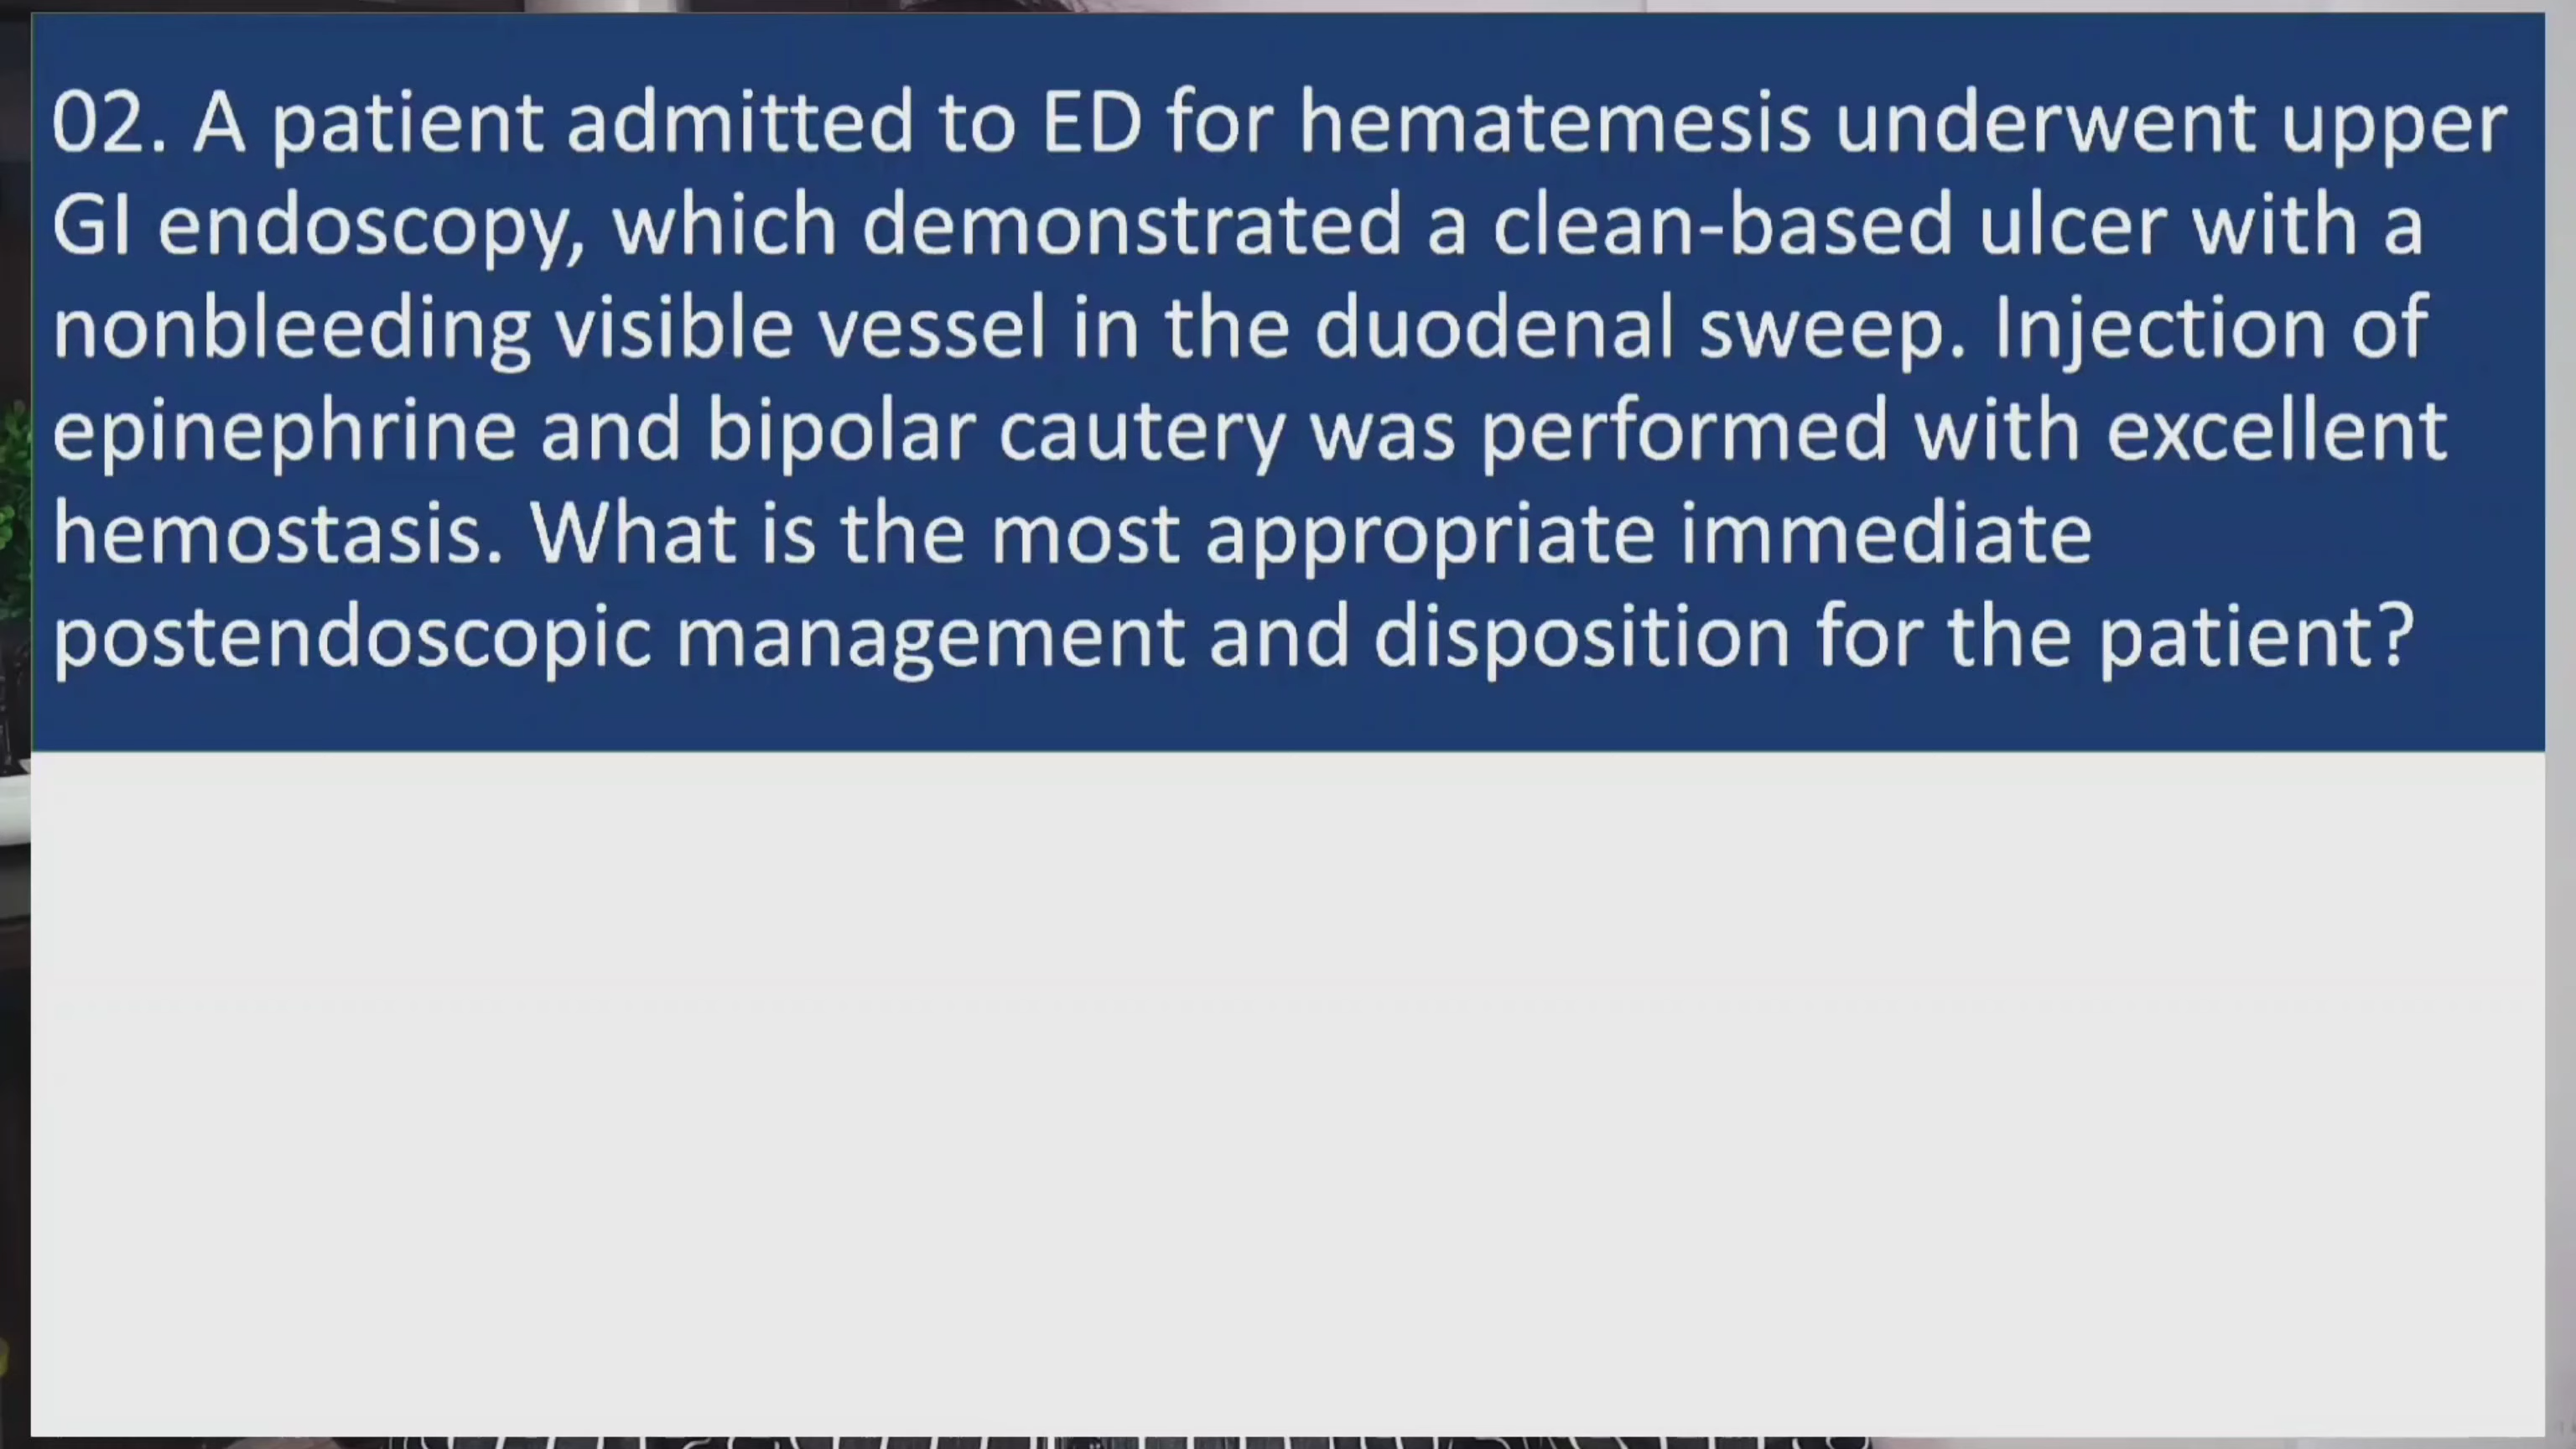 02. A patient admitted to ED for hematemesis underwent upper
GI endoscopy, which demonstrated a clean-based ulcer with a
nonbleeding visible vessel in the duodenal sweep. Injection of
epinephrine and bipolar cautery was performed with excellent
hemostasis. What is the most appropriate immediate
postendoscopic management and disposition for the patient?